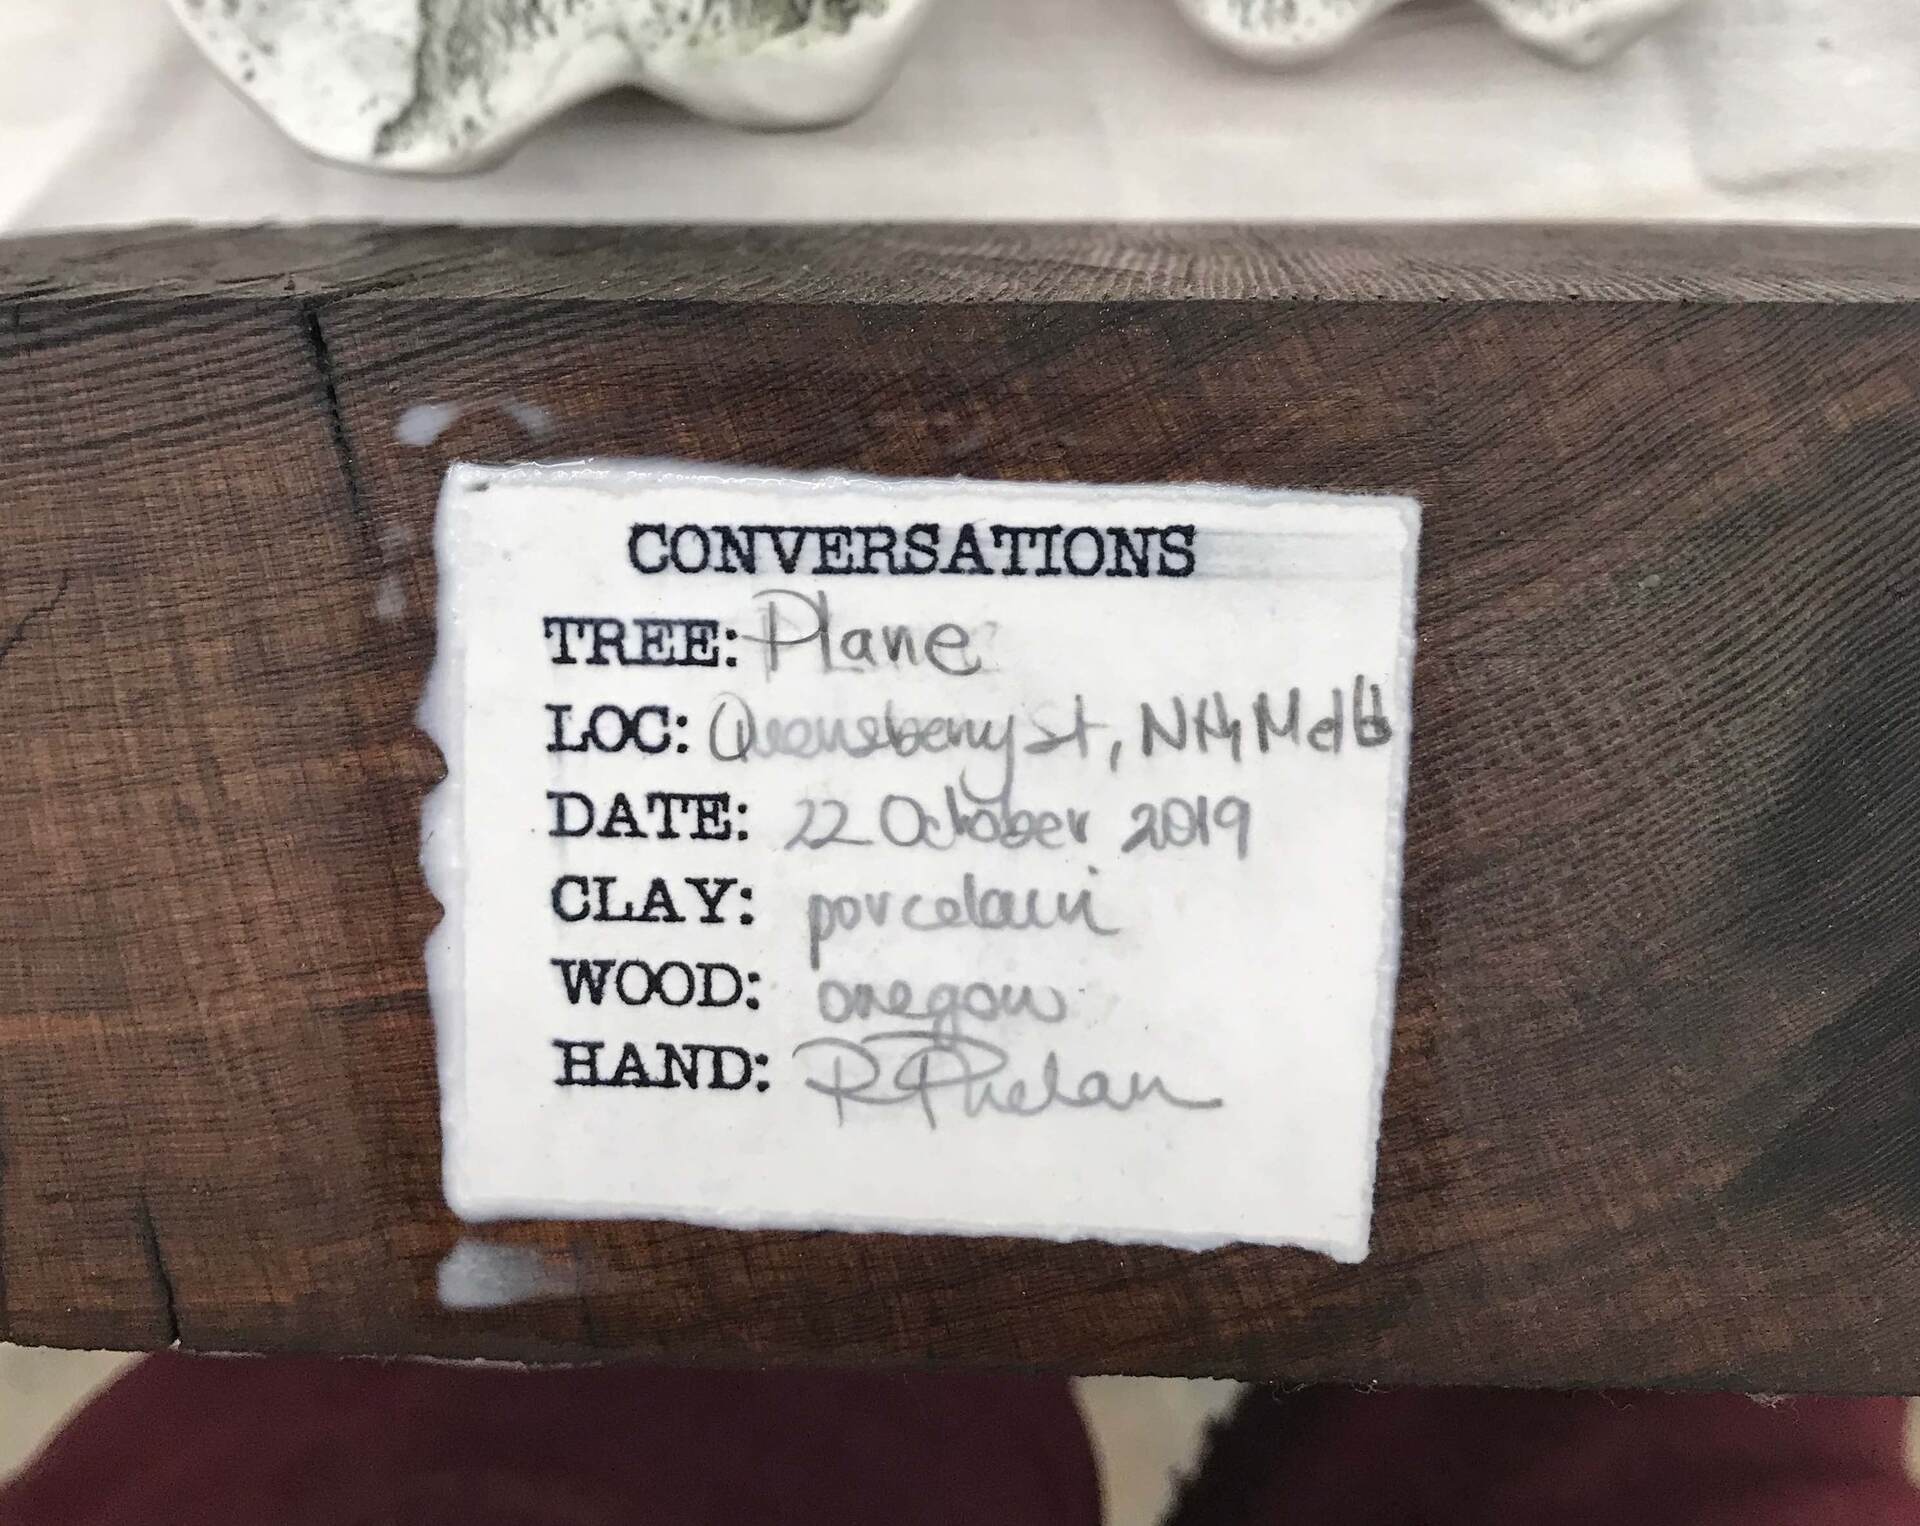 CONVERSATIONS
TREE: Plane
LOC: Queensberry St, Nth Melb
DATE: 22 October 2019
CLAY: porcelain
WOOD: oregon
HAND: R Phelan